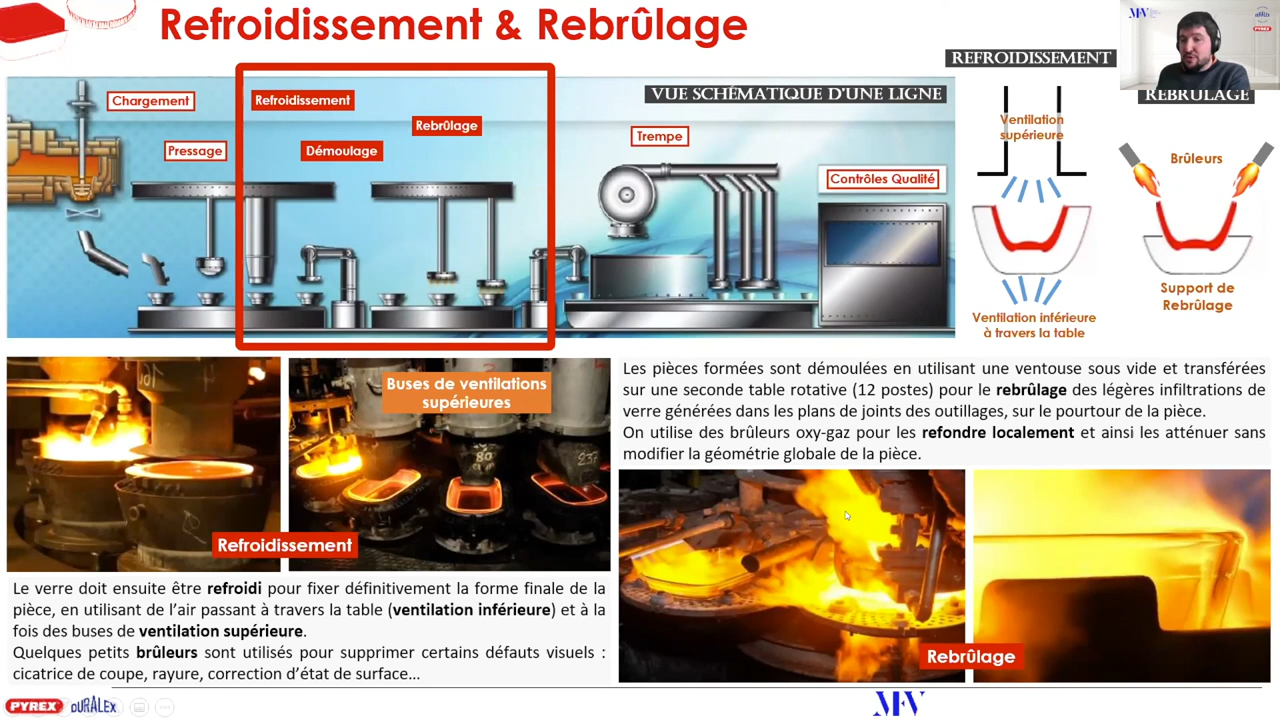 Refroidissement & Rebrûlage
VUE SCHÉMATIQUE D'UNE LIGNE
Chargement
Refroidissement
Rebrûlage
Pressage
Démoulage
Trempe
Contrôles Qualité
REFROIDISSEMENT
Ventilation
supérieure
Ventilation inférieure
à travers la table
REBRÛLAGE
Brûleurs
Support de
Rebrûlage
Buses de ventilations
supérieures
Refroidissement
Le verre doit ensuite être refroidi pour fixer définitivement la forme finale de la
pièce, en utilisant de l'air passant à travers la table (ventilation inférieure) et à la
fois des buses de ventilation supérieure.
Quelques petits brûleurs sont utilisés pour supprimer certains défauts visuels :
cicatrice de coupe, rayure, correction d'état de surface...
Les pièces formées sont démoulées en utilisant une ventouse sous vide et transférées
sur une seconde table rotative (12 postes) pour le rebrûlage des légères infiltrations de
verre générées dans les plans de joints des outillages, sur le pourtour de la pièce.
On utilise des brûleurs oxy-gaz pour les refondre localement et ainsi les atténuer sans
modifier la géométrie globale de la pièce.
Rebrûlage
PYREX DURALEX
MFV